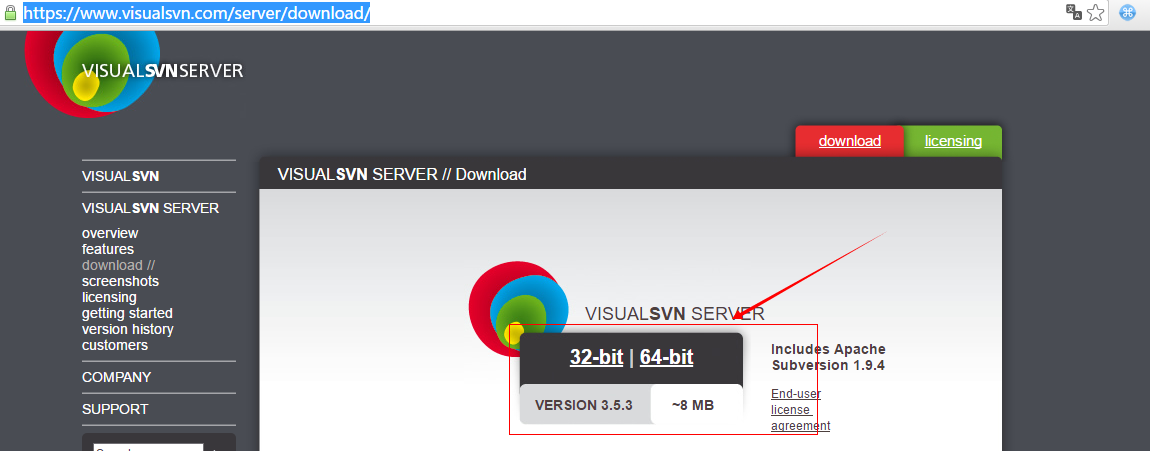 https://www.visualsvn.com/server/download/
VISUALSVNSERVER
download
licensing
VISUALSVN
VISUALSVN SERVER
overview
features
download //
screenshots
licensing
getting started
version history
customers
COMPANY
SUPPORT
VISUALSVN SERVER // Download
VISUALSVN SERVER
32-bit | 64-bit
VERSION 3.5.3
~8 MB
Includes Apache
Subversion 1.9.4
End-user
license
agreement